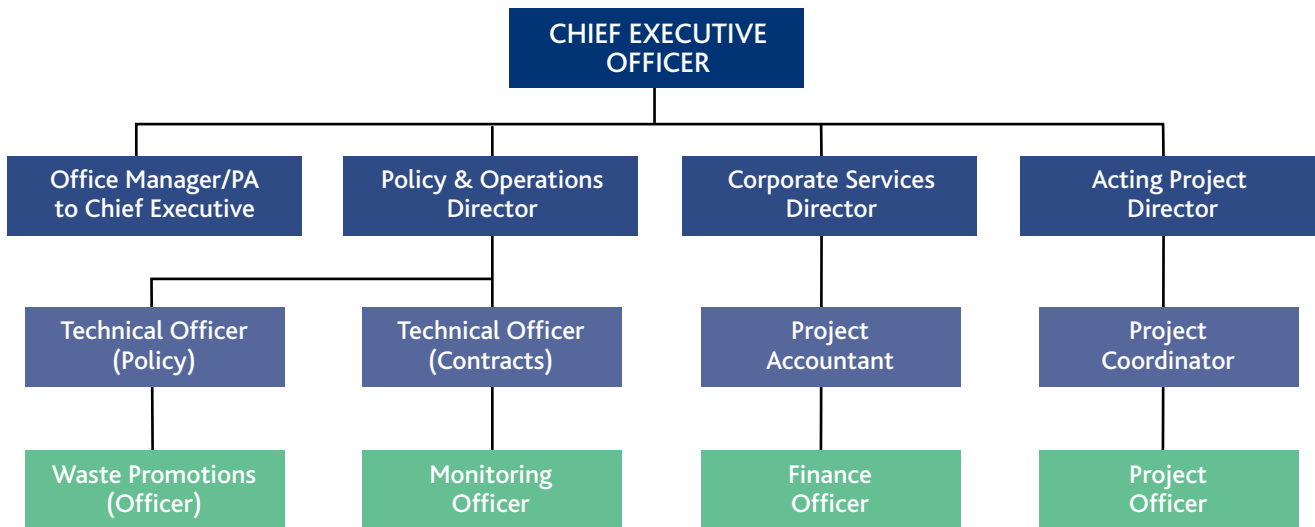 CHIEF EXECUTIVE
OFFICER
Office Manager/PA
to Chief Executive
Policy & Operations
Director
Corporate Services
Director
Acting Project
Director
Technical Officer
(Policy)
Technical Officer
(Contracts)
Project
Accountant
Project
Coordinator
Waste Promotions
(Officer)
Monitoring
Officer
Finance
Officer
Project
Officer